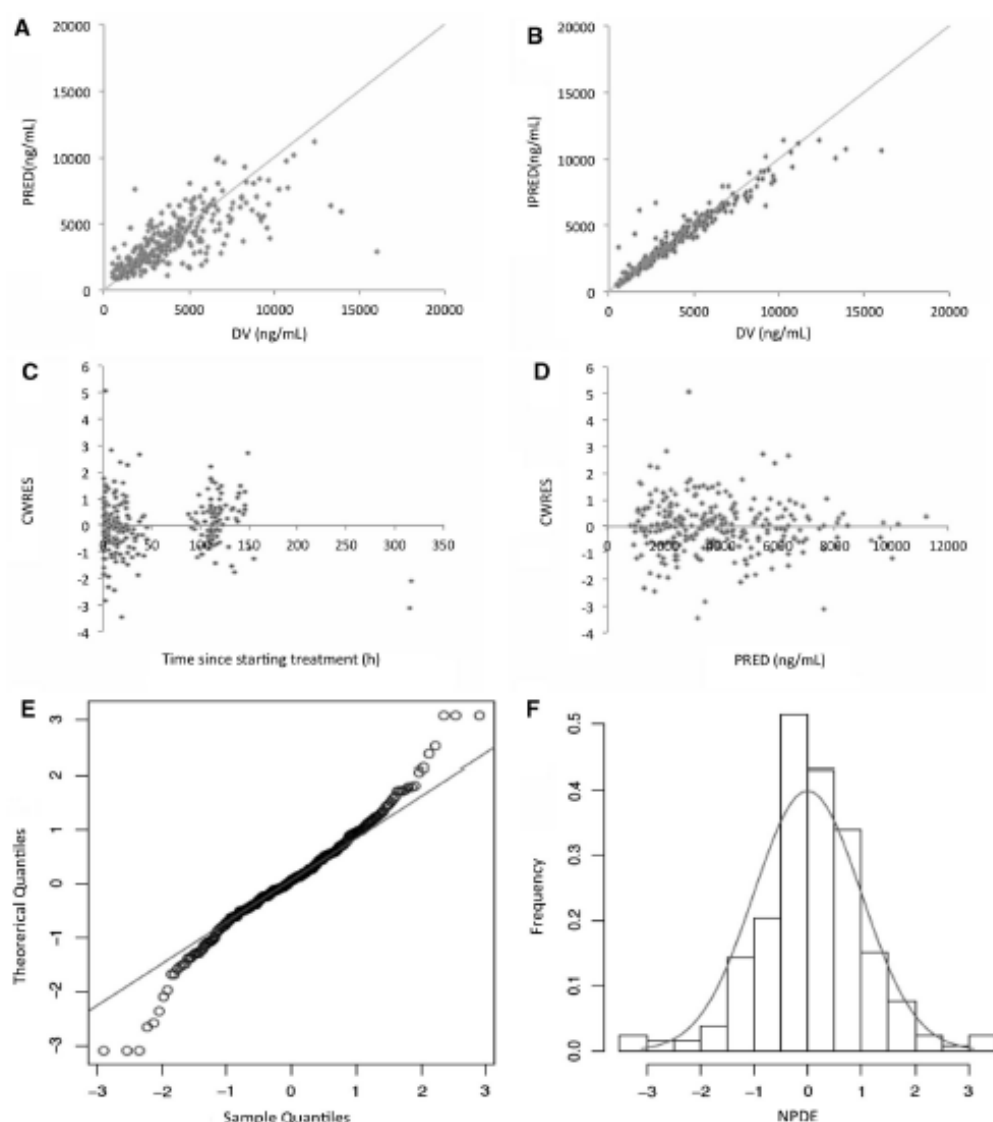 A
20000
15000
10000
5000
0
PRED(ng/mL)
0 5000 10000 15000 20000
DV (ng/mL)
B
20000
15000
10000
5000
0
IPRED(ng/mL)
0 5000 10000 15000 20000
DV (ng/mL)
C
6
5
4
3
2
1
0
-1
-2
-3
-4
CWRES
0 50 100 150 200 250 300 350
Time since starting treatment (h)
D
6
5
4
3
2
1
0
-1
-2
-3
-4
CWRES
0 2000 4000 6000 8000 10000 12000
PRED (ng/mL)
E
3
2
1
0
-1
-2
-3
Theorerical Quantiles
-3 -2 -1 0 1 2 3
Sample Quantiles
F
0.5
0.4
0.3
0.2
0.1
0.0
Frequency
-3 -2 -1 0 1 2 3
NPDE